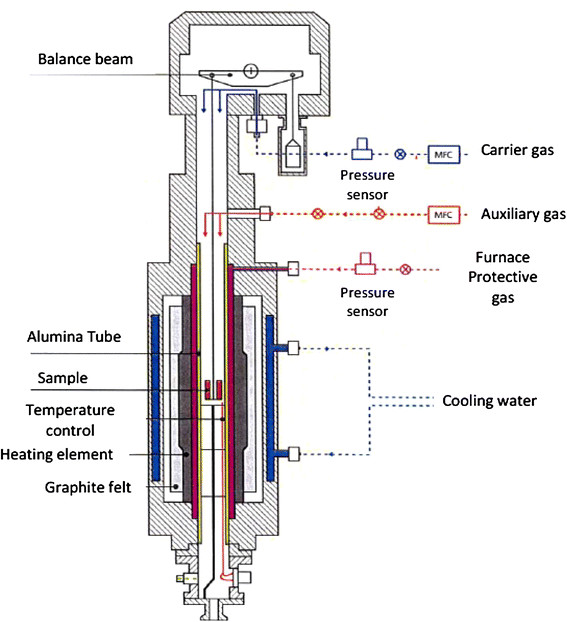 Balance beam
Carrier gas
MFC
Pressure
sensor
Auxiliary gas
MFC
Furnace
Protective
gas
Pressure
sensor
Alumina Tube
Sample
Temperature
control
Heating element
Graphite felt
Cooling water